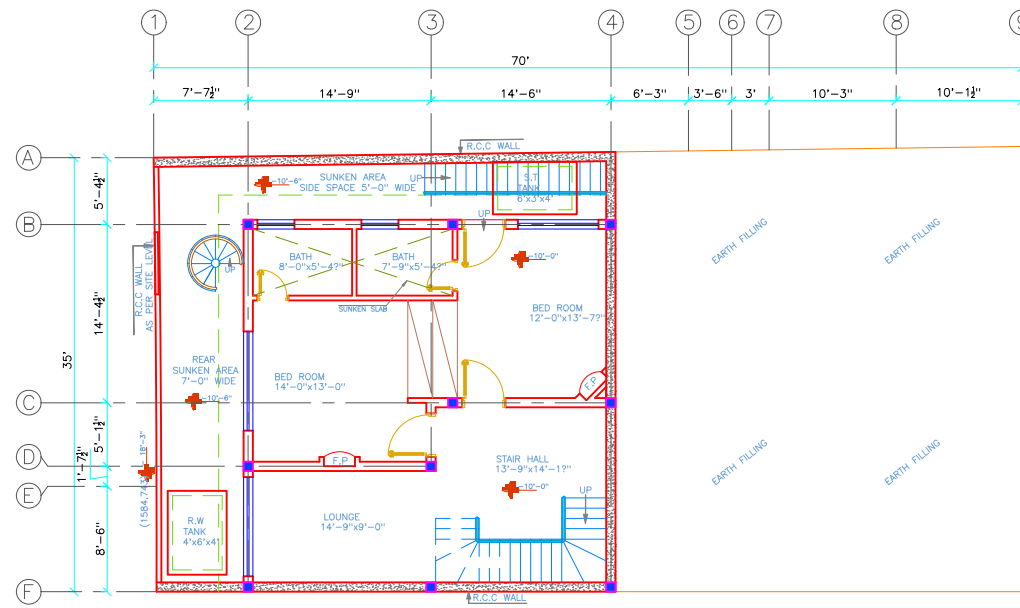 1 2 3 4 5 6 7 8 9
70'
7'-7½" 14'-9" 14'-6" 6'-3" 3'-6" 3' 10'-3" 10'-1½"
R.C.C WALL
A
SUNKEN AREA
SIDE SPACE 5'-0" WIDE
-10'-6"
UP
S.T
TANK
6'x3'x4'
5'-4½"
B
UP
BATH
8'-0"x5'-4?"
BATH
7'-9"x5'-4?"
-10'-0"
UP
R.C.C WALL
AS PER SITE LEVEL
SUNKEN SLAB
BED ROOM
12'-0"x13'-7?"
EARTH FILLING
EARTH FILLING
14'-4½"
35'
REAR
SUNKEN AREA
7'-0" WIDE
-10'-6"
BED ROOM
14'-0"x13'-0"
F.P
C
5'-1½"
D
1'-7½"
E
F.P
STAIR HALL
13'-9"x14'-1?"
-10'-0"
UP
EARTH FILLING
EARTH FILLING
R.W
TANK
4'x6'x4'
LOUNGE
14'-9"x9'-0"
8'-6"
F
R.C.C WALL